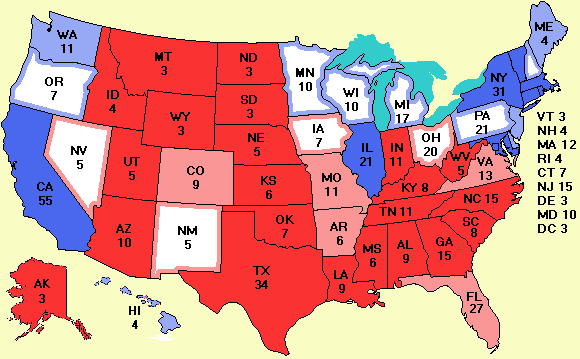 WA
11
OR
7
CA
55
NV
5
ID
4
MT
3
WY
3
UT
5
AZ
10
CO
9
NM
5
ND
3
SD
3
NE
5
KS
6
OK
7
TX
34
MN
10
IA
7
MO
11
AR
6
LA
9
WI
10
IL
21
MI
17
IN
11
OH
20
KY 8
TN 11
MS
6
AL
9
GA
15
FL
27
SC
8
NC 15
VA
13
WV
5
PA
21
NY
31
ME
4
VT 3
NH 4
MA 12
RI 4
CT 7
NJ 15
DE 3
MD 10
DC 3
AK
3
HI
4